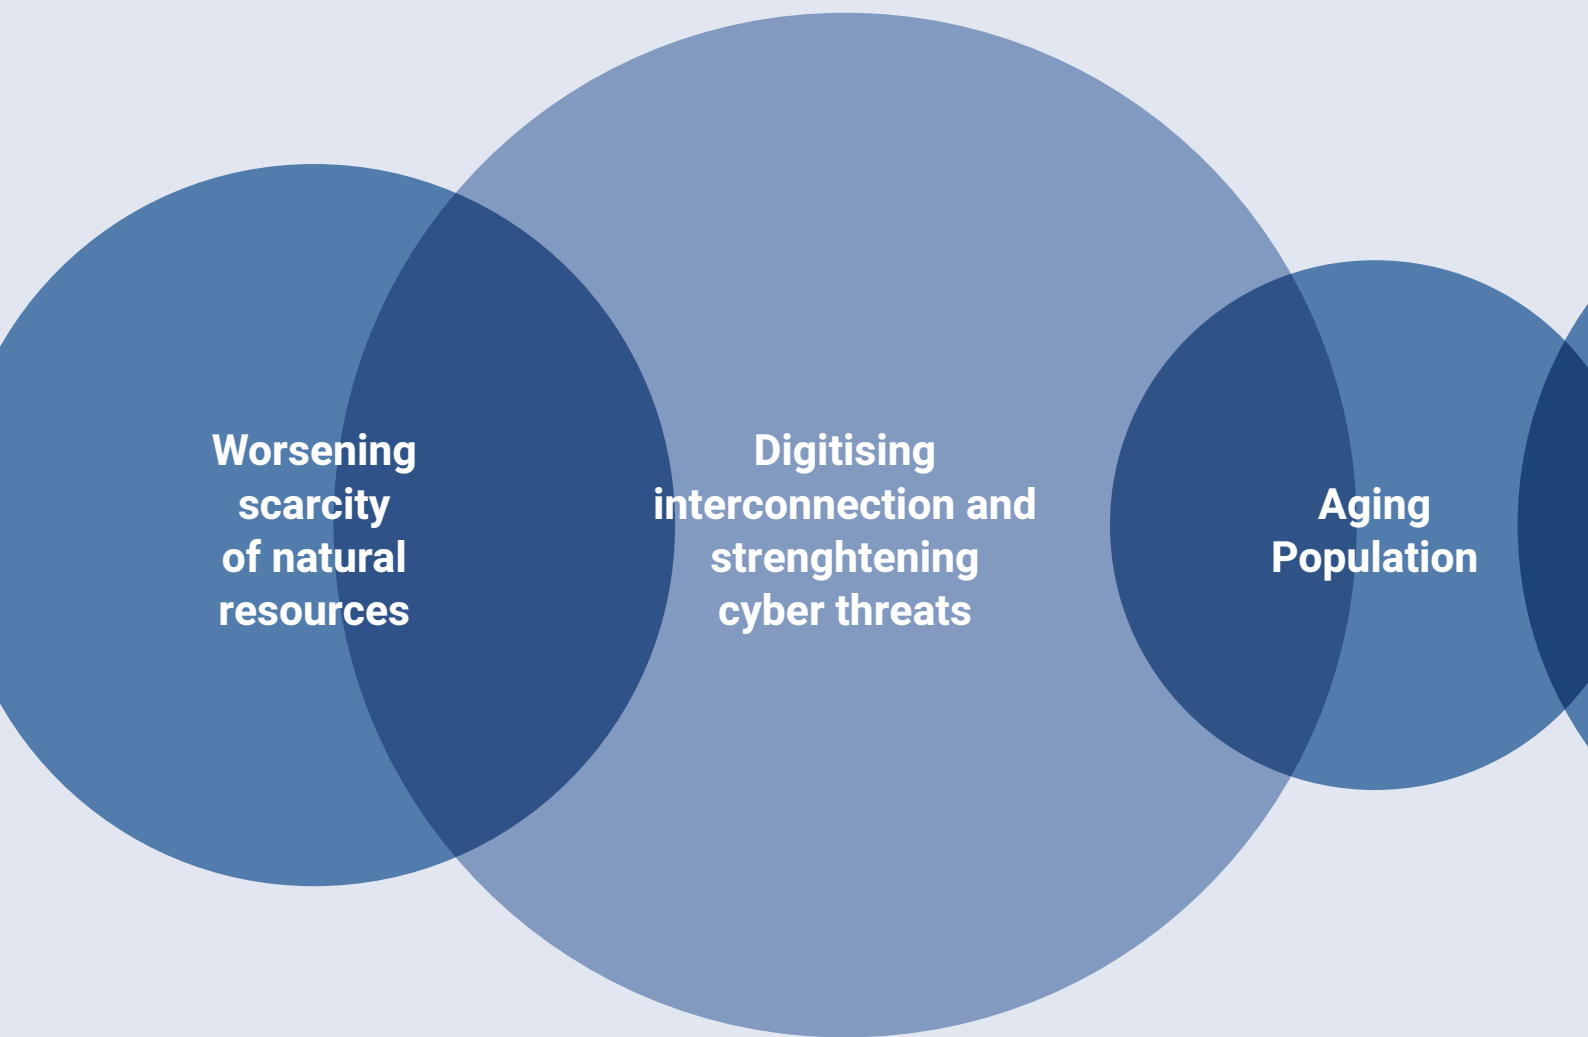 Worsening
scarcity
of natural
resources
Digitising
interconnection and
strenghtening
cyber threats
Aging
Population